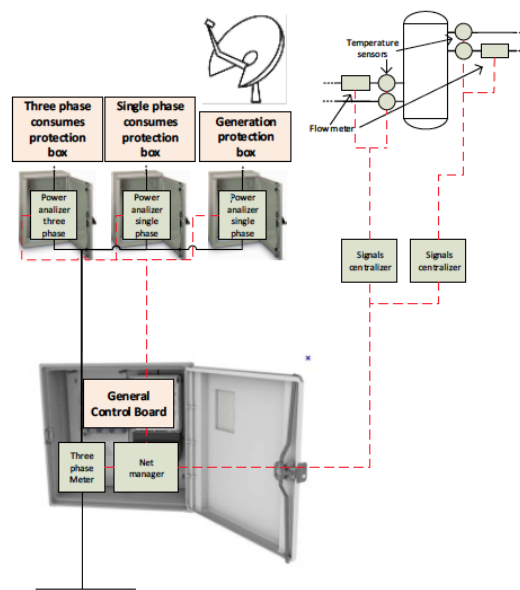 Temperature
sensors
Flow meter
Three phase
consumes
protection
box
Single phase
consumes
protection
box
Generation
protection
box
Power
analizer
three
phase
Power
analizer
single
phase
Power
analizer
single
phase
Signals
centralizer
Signals
centralizer
General
Control Board
Three
phase
Meter
Net
manager